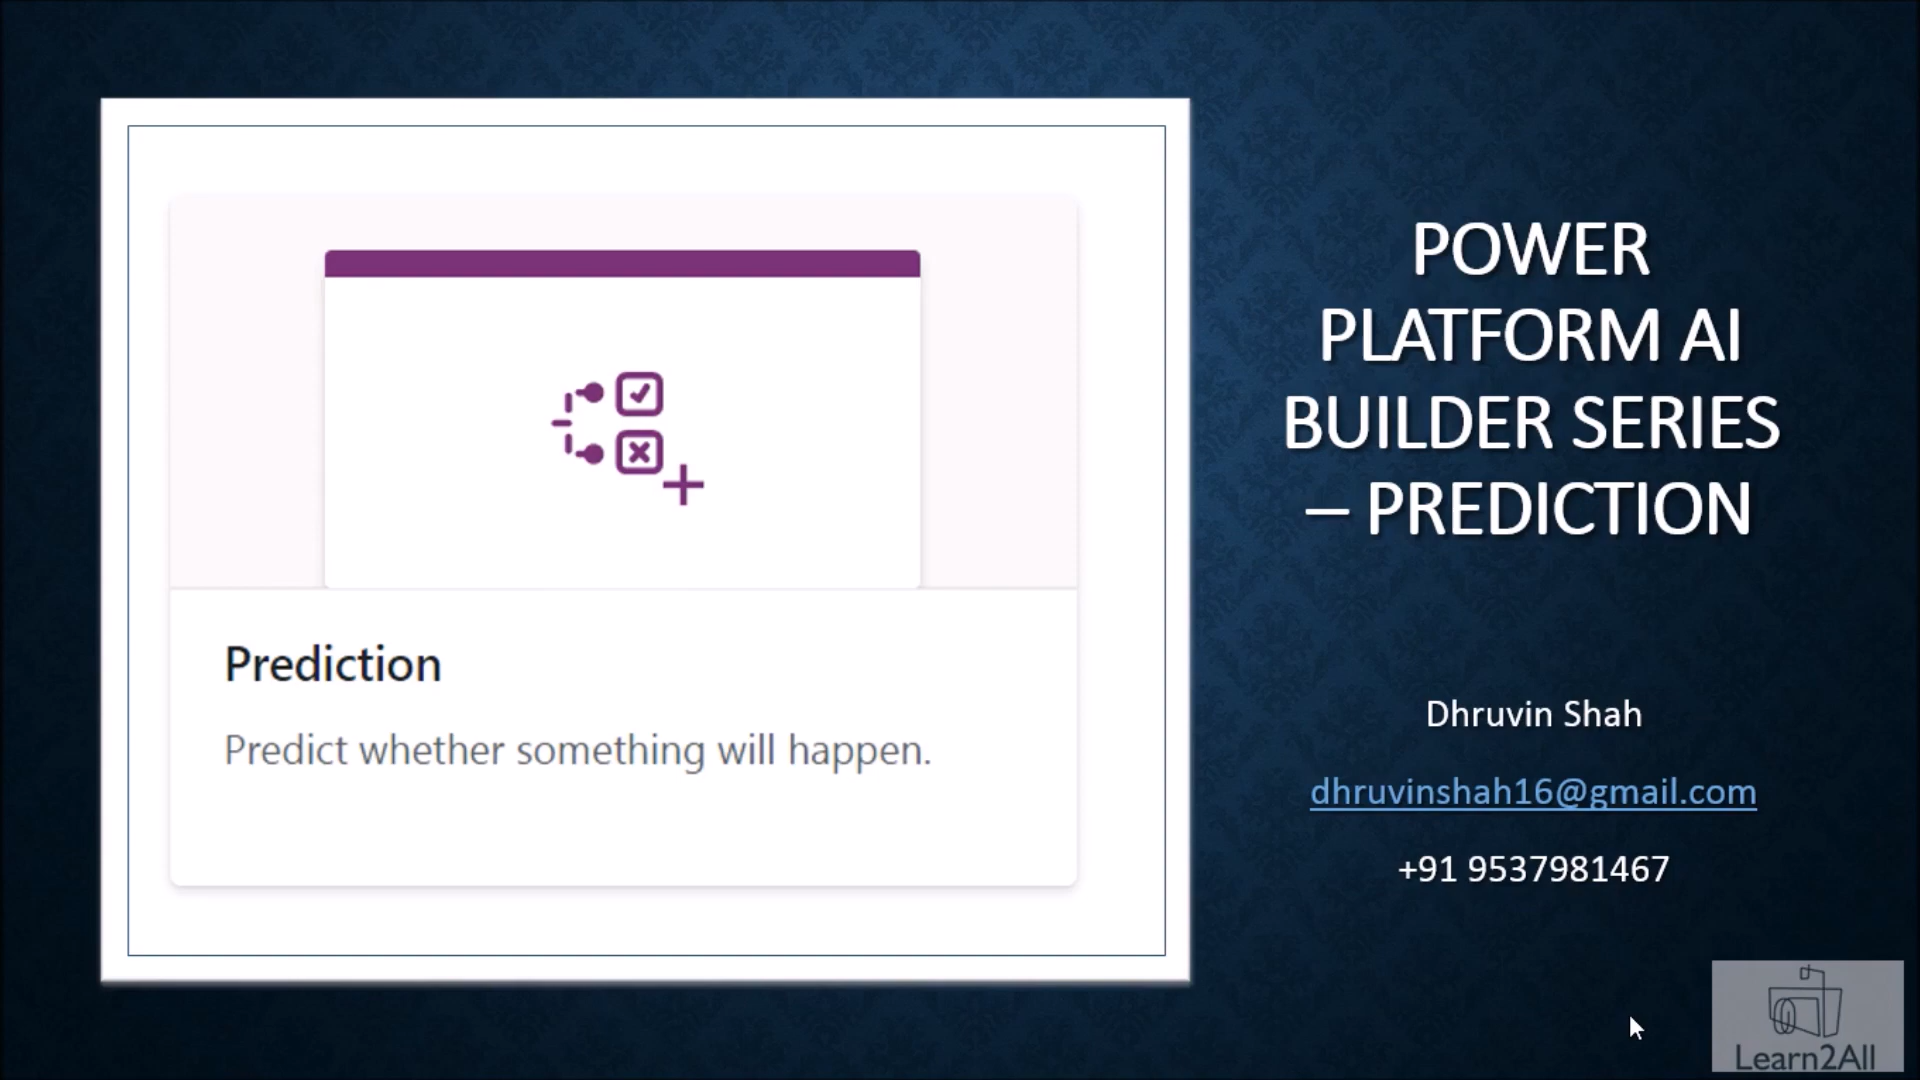 Prediction
Predict whether something will happen.
POWER
PLATFORM AI
BUILDER SERIES
– PREDICTION
Dhruvin Shah
dhruvinshah16@gmail.com
+91 9537981467
Learn2All